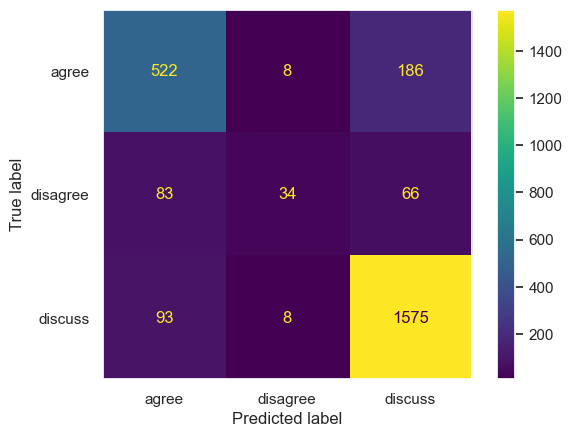 agree 522 8 186
disagree 83 34 66
discuss 93 8 1575
agree disagree discuss
Predicted label
True label
1400
1200
1000
800
600
400
200